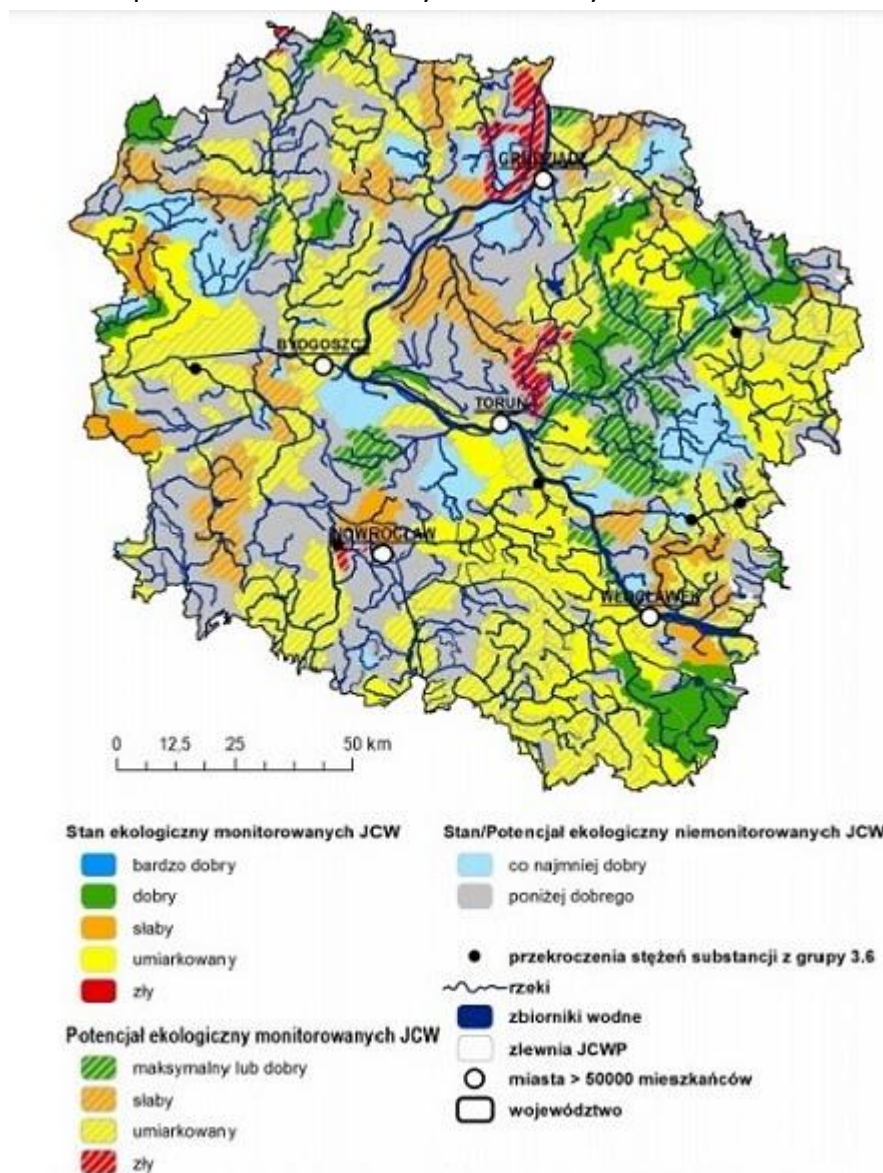 GRUDZIĄDZ
BYDGOSZCZ
TORUŃ
INOWROCŁAW
WŁOCŁAWEK
0 12,5 25 50 km
Stan ekologiczny monitorowanych JCW
bardzo dobry
dobry
słaby
umiarkowany
zły
Potencjał ekologiczny monitorowanych JCW
maksymalny lub dobry
słaby
umiarkowany
zły
Stan/Potencjał ekologiczny niemonitorowanych JCW
co najmniej dobry
poniżej dobrego
przekroczenia stężeń substancji z grupy 3.6
rzeki
zbiorniki wodne
zlewnia JCWP
miasta > 50000 mieszkańców
województwo